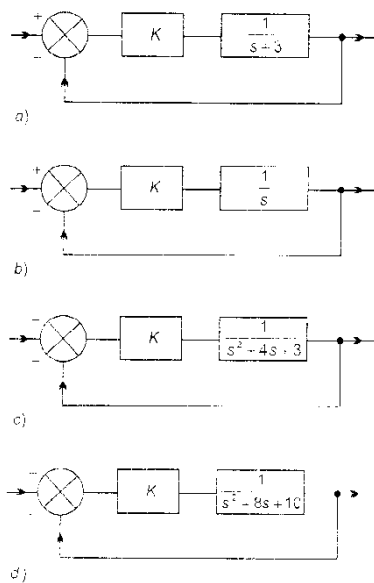 +
K
1
s + 3
−
a)
+
K
1
s
−
b)
K
1
s² + 4s + 3
−
c)
K
1
s² + 8s + 10
d)